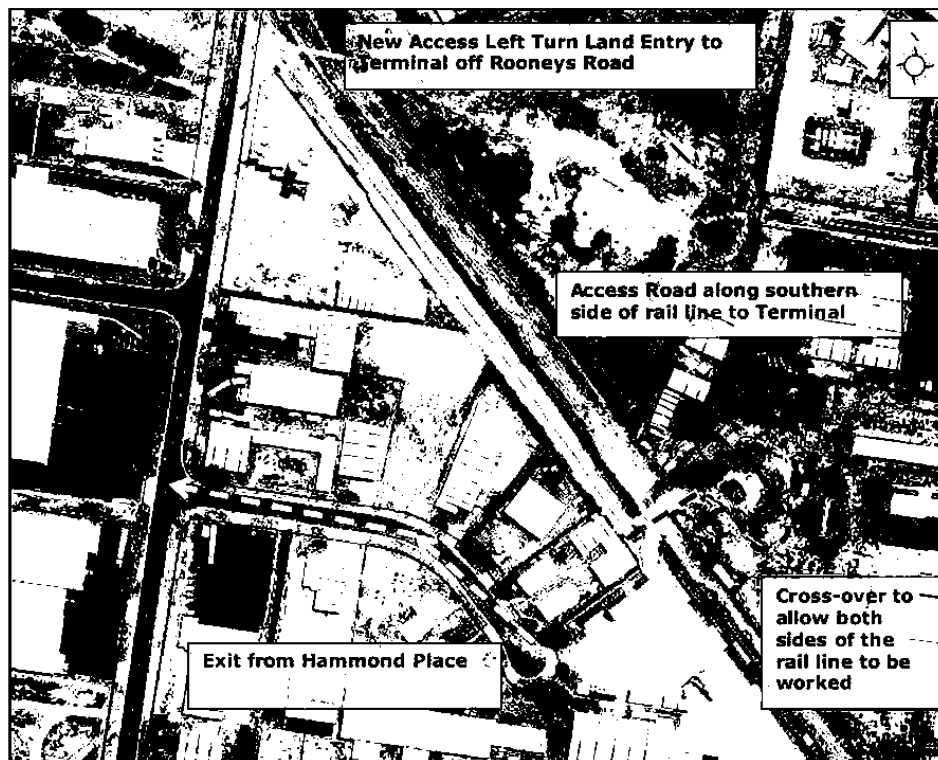 New Access Left Turn Land Entry to
Terminal off Rooneys Road
Access Road along southern
side of rail line to Terminal
Cross-over to
allow both
sides of the
rail line to be
worked
Exit from Hammond Place